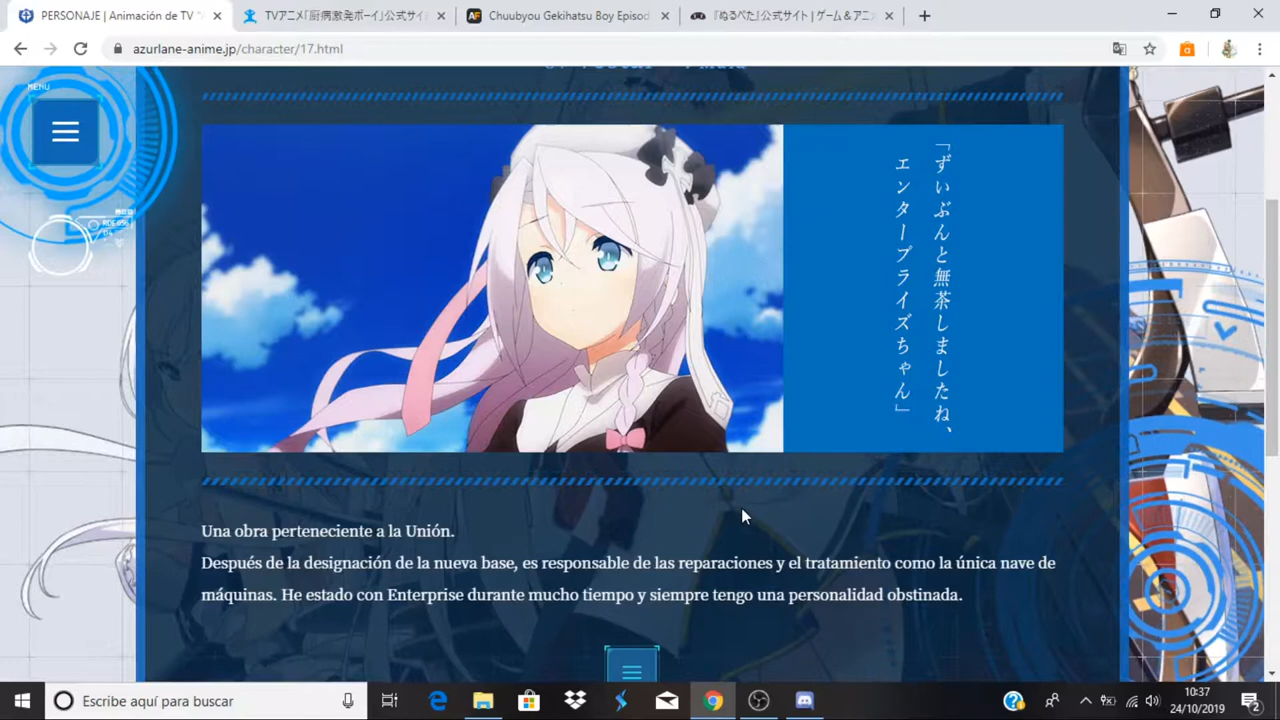 PERSONAJE | Animación de TV "
TVアニメ「厨病激発ボーイ」公式サイ
Chuubyou Gekihatsu Boy Episod
『ぬるぺた』公式サイト | ゲーム&アニ
azurlane-anime.jp/character/17.html
MENU
「ずいぶんと無茶しましたね、
エンタープライズちゃん」
Una obra perteneciente a la Unión.
Después de la designación de la nueva base, es responsable de las reparaciones y el tratamiento como la única nave de
máquinas. He estado con Enterprise durante mucho tiempo y siempre tengo una personalidad obstinada.
Escribe aquí para buscar
10:37
24/10/2019
2